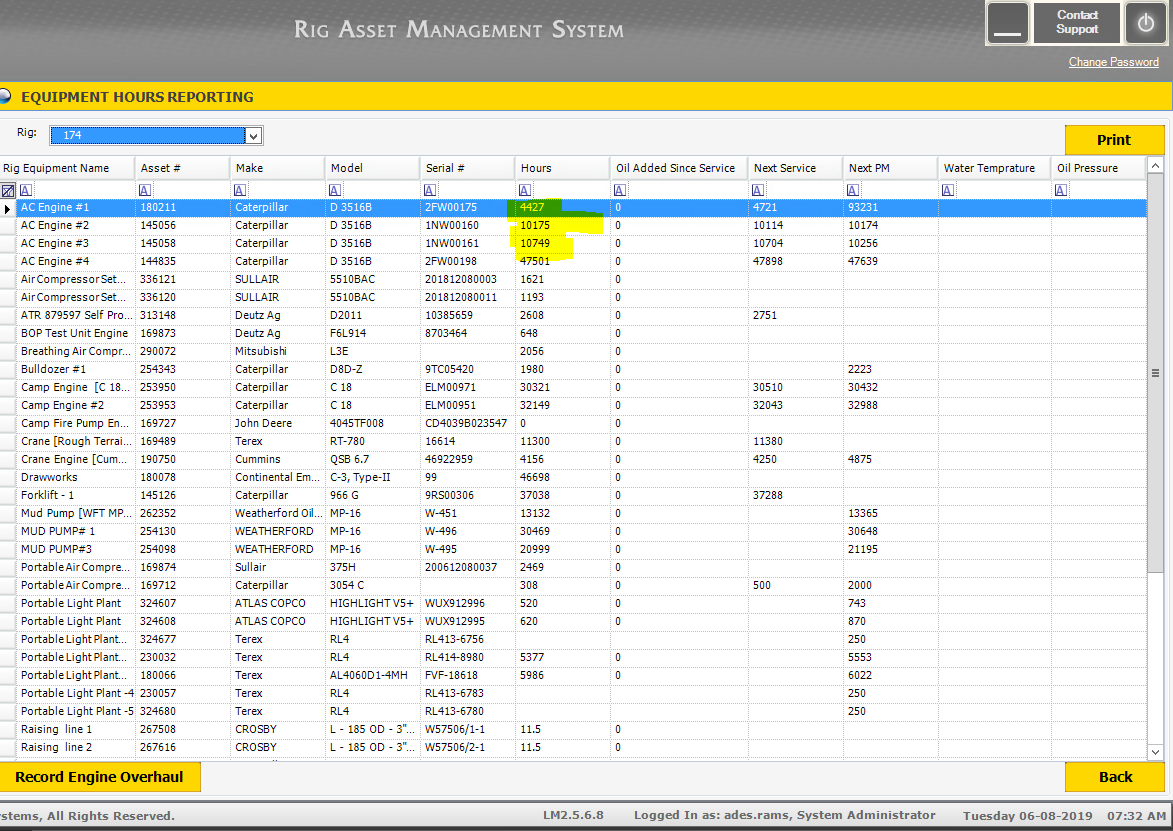 RIG ASSET MANAGEMENT SYSTEM
Contact Support
Change Password
EQUIPMENT HOURS REPORTING
Rig: 174
Print
Rig Equipment Name Asset # Make Model Serial # Hours Oil Added Since Service Next Service Next PM Water Temprature Oil Pressure
AC Engine #1 180211 Caterpillar D 3516B 2FW00175 4427 0 4721 93231
AC Engine #2 145056 Caterpillar D 3516B 1NW00160 10175 0 10114 10174
AC Engine #3 145058 Caterpillar D 3516B 1NW00161 10749 0 10704 10256
AC Engine #4 144835 Caterpillar D 3516B 2FW00198 47501 0 47898 47639
Air Compressor Set... 336121 SULLAIR 5510BAC 201812080003 1621 0
Air Compressor Set... 336120 SULLAIR 5510BAC 201812080011 1193 0
ATR 879597 Self Pro... 313148 Deutz Ag D2011 10385659 2608 0 2751
BOP Test Unit Engine 169873 Deutz Ag F6L914 8703464 648 0
Breathing Air Compr... 290072 Mitsubishi L3E 2056 0
Bulldozer #1 254343 Caterpillar D8D-Z 9TC05420 1980 0 2223
Camp Engine [C 18... 253950 Caterpillar C 18 ELM00971 30321 0 30510 30432
Camp Engine #2 253953 Caterpillar C 18 ELM00951 32149 0 32043 32988
Camp Fire Pump En... 169727 John Deere 4045TF008 CD4039B023547 0 0
Crane [Rough Terrai... 169489 Terex RT-780 16614 11300 0 11380
Crane Engine [Cum... 190750 Cummins QSB 6.7 46922959 4156 0 4250 4875
Drawworks 180078 Continental Em... C-3, Type-II 99 46698 0
Forklift - 1 145126 Caterpillar 966 G 9RS00306 37038 0 37288
Mud Pump [WFT MP... 262352 Weatherford Oil... MP-16 W-451 13132 0 13365
MUD PUMP# 1 254130 WEATHERFORD MP-16 W-496 30469 0 30648
MUD PUMP#3 254098 WEATHERFORD MP-16 W-495 20999 0 21195
Portable Air Compre... 169874 Sullair 375H 200612080037 2469 0
Portable Air Compre... 169712 Caterpillar 3054 C 308 0 500 2000
Portable Light Plant 324607 ATLAS COPCO HIGHLIGHT V5+ WUX912996 520 0 743
Portable Light Plant 324608 ATLAS COPCO HIGHLIGHT V5+ WUX912995 620 0 870
Portable Light Plant... 324677 Terex RL4 RL413-6756 250
Portable Light Plant... 230032 Terex RL4 RL414-8980 5377 0 5553
Portable Light Plant... 180066 Terex AL4060D1-4MH FVF-18618 5986 0 6022
Portable Light Plant -4 230057 Terex RL4 RL413-6783 250
Portable Light Plant -5 324680 Terex RL4 RL413-6780 250
Raising line 1 267508 CROSBY L - 185 OD - 3"... W57506/1-1 11.5 0
Raising line 2 267616 CROSBY L - 185 OD - 3"... W57506/2-1 11.5 0
Record Engine Overhaul
Back
stems, All Rights Reserved. LM2.5.6.8 Logged In as: ades.rams, System Administrator Tuesday 06-08-2019 07:32 AM